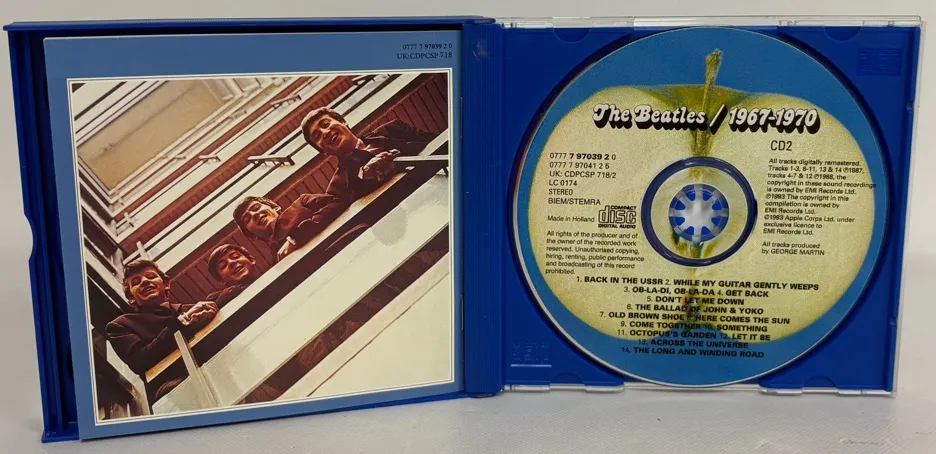 0777 7 97039 2 0
UK:CDPCSP 718
The Beatles / 1967-1970
CD2
0777 7 97039 2 0
0777 7 97041 2 5
UK: CDPCSP 718/2
LC 0174
STEREO
BIEM/STEMRA
Made in Holland
COMPACT
disc
DIGITAL AUDIO
All rights of the producer and of
the owner of the recorded work
reserved. Unauthorised copying,
hiring, renting, public performance
and broadcasting of this record
prohibited.
All tracks digitally remastered.
Tracks 1-3, 8-11, 13 & 14 ℗1987,
tracks 4-7 & 12 ℗1988, the
copyright in these sound recordings
is owned by EMI Records Ltd.
℗1993 The copyright in this
compilation is owned by
EMI Records Ltd.
©1993 Apple Corps Ltd. under
exclusive licence to
EMI Records Ltd.
All tracks produced
by GEORGE MARTIN
1. BACK IN THE USSR 2. WHILE MY GUITAR GENTLY WEEPS
3. OB-LA-DI, OB-LA-DA 4. GET BACK
5. DON'T LET ME DOWN
6. THE BALLAD OF JOHN & YOKO
7. OLD BROWN SHOE 8. HERE COMES THE SUN
9. COME TOGETHER 10. SOMETHING
11. OCTOPUS'S GARDEN 12. LET IT BE
13. ACROSS THE UNIVERSE
14. THE LONG AND WINDING ROAD